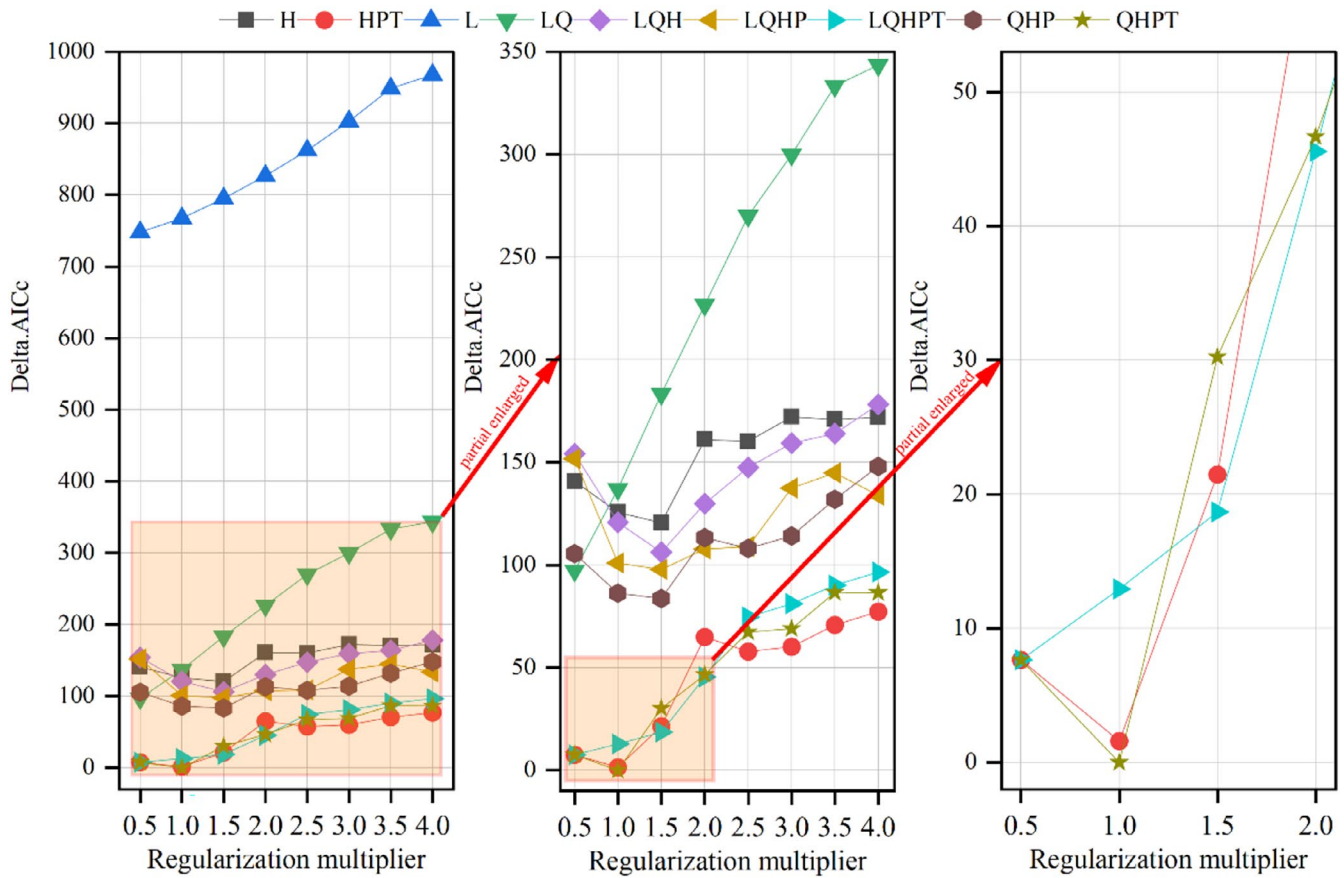 H HPT L LQ LQH LQHP LQHPT QHP QHPT
1000
900
800
700
600
500
400
300
200
100
0
Delta.AICc
0.5 1.0 1.5 2.0 2.5 3.0 3.5 4.0
Regularization multiplier
partial enlarged
350
300
250
200
150
100
50
0
Delta.AICc
0.5 1.0 1.5 2.0 2.5 3.0 3.5 4.0
Regularization multiplier
partial enlarged
50
40
30
20
10
0
Delta.AICc
0.5 1.0 1.5 2.0
Regularization multiplier